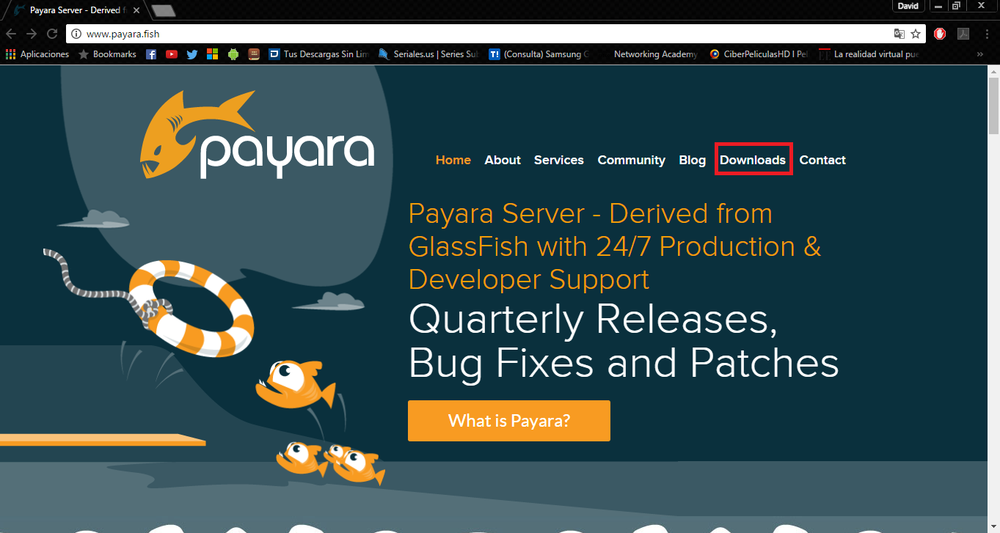 Payara Server - Derived f
David
www.payara.fish
Aplicaciones
Bookmarks
Tus Descargas Sin Lim
Seriales.us | Series Sub
T!
(Consulta) Samsung G
Networking Academy
CiberPeliculasHD I Pel
La realidad virtual pue
payara
Home
About
Services
Community
Blog
Downloads
Contact
Payara Server - Derived from
GlassFish with 24/7 Production &
Developer Support
Quarterly Releases,
Bug Fixes and Patches
What is Payara?